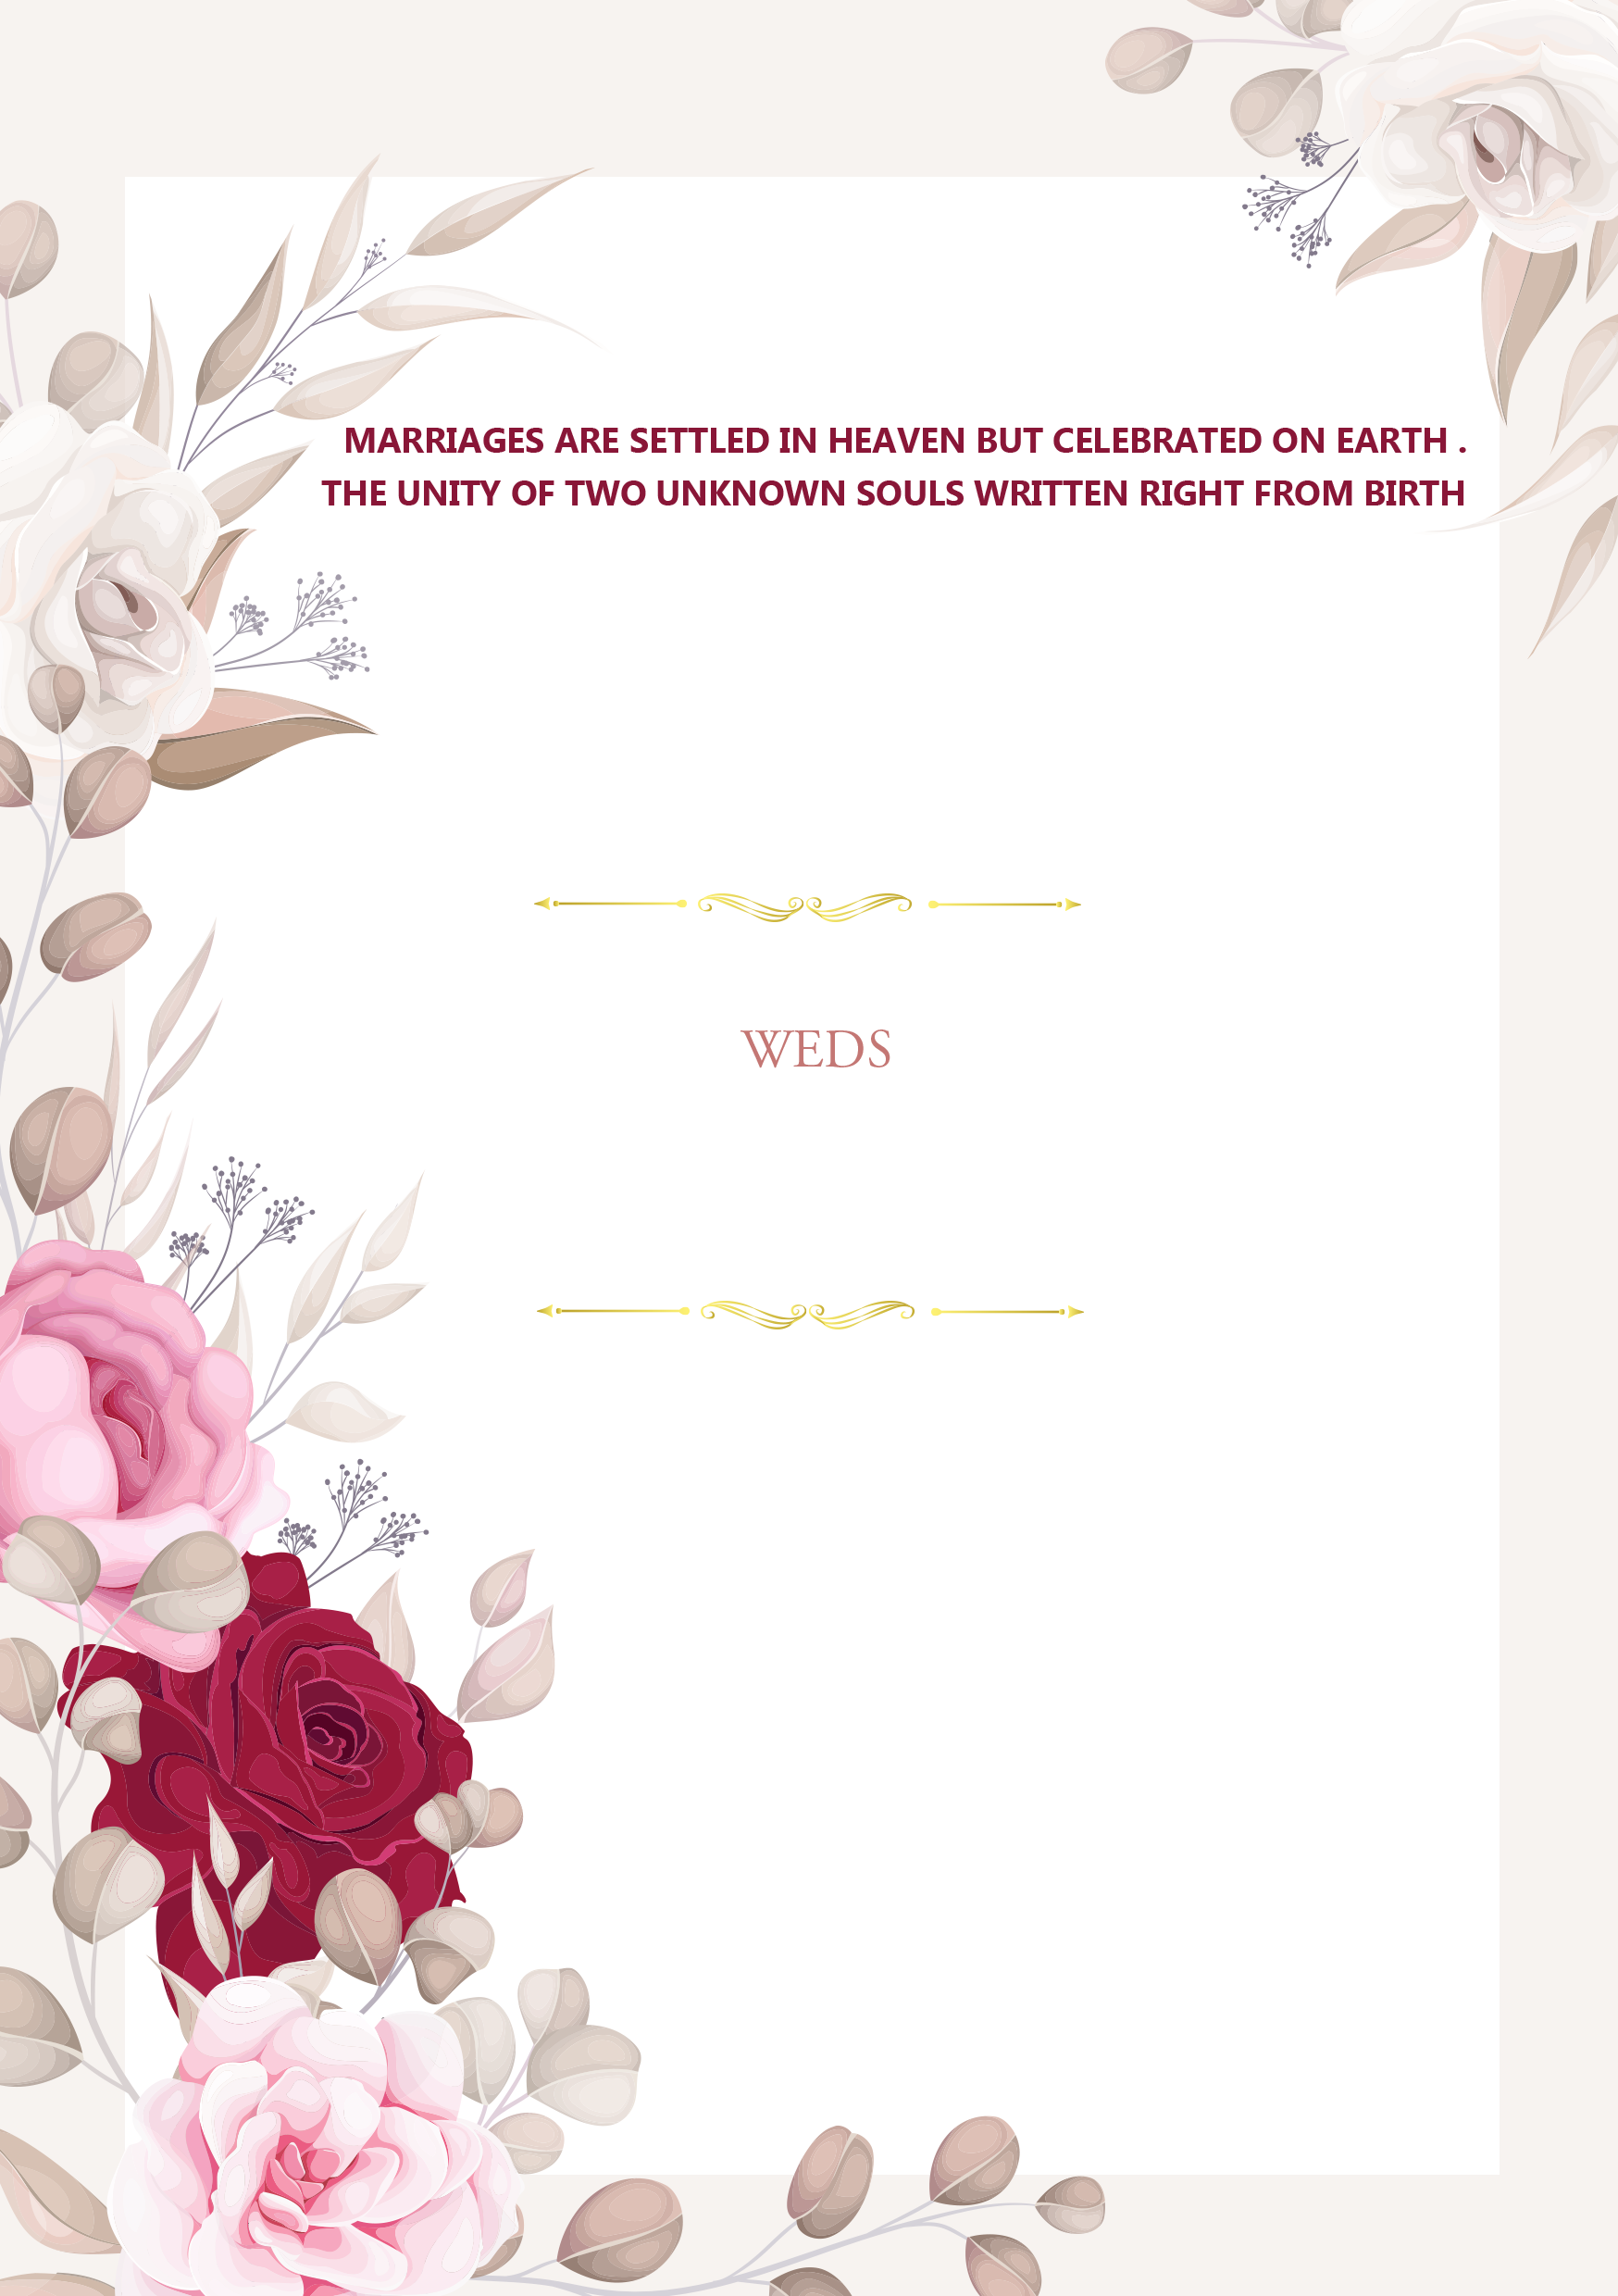 MARRIAGES ARE SETTLED IN HEAVEN BUT CELEBRATED ON EARTH .
THE UNITY OF TWO UNKNOWN SOULS WRITTEN RIGHT FROM BIRTH
WEDS